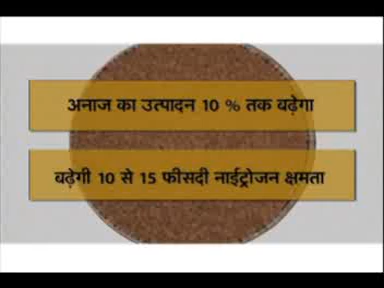 अनाज का उत्पादन 10 % तक बढ़ेगा
बढ़ेगी 10 से 15 फीसदी नाईट्रोजन क्षमता